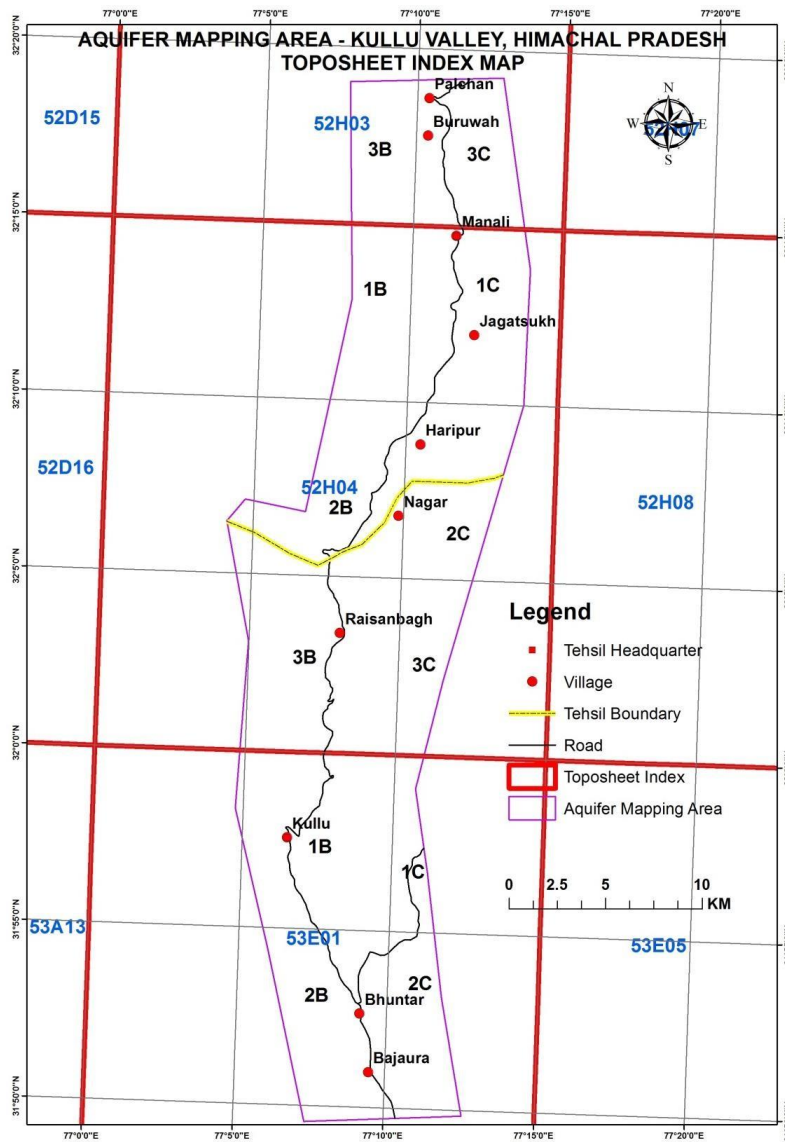 77°0'0"E 77°5'0"E 77°10'0"E 77°15'0"E 77°20'0"E
AQUIFER MAPPING AREA - KULLU VALLEY, HIMACHAL PRADESH
TOPOSHEET INDEX MAP
32°20'0"N
Palchan
N
W E
S
52D15
52H03
52H07
Buruwah
3B
3C
32°15'0"N
Manali
1B
1C
Jagatsukh
32°10'0"N
Haripur
52D16
52H04
52H08
2B
Nagar
2C
32°5'0"N
Raisanbagh
3B
3C
Legend
Tehsil Headquarter
Village
Tehsil Boundary
Road
Toposheet Index
Aquifer Mapping Area
32°0'0"N
Kullu
1B
1C
0 2.5 5 10
KM
31°55'0"N
53A13
53E01
53E05
2B
2C
Bhuntar
Bajaura
31°50'0"N
77°0'0"E 77°5'0"E 77°10'0"E 77°15'0"E 77°20'0"E